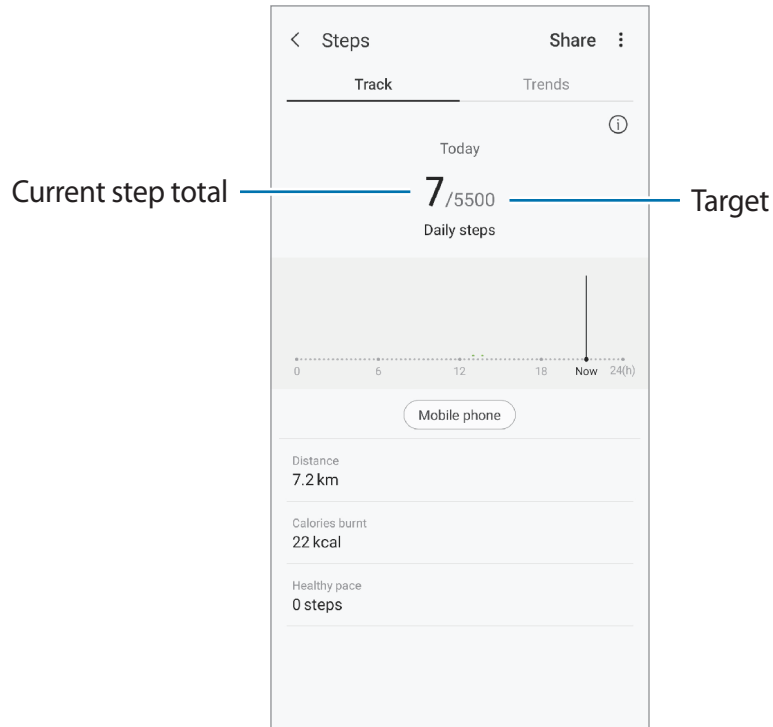 Steps Share
Track Trends
Today
Current step total 7/5500 Target
Daily steps
0 6 12 18 Now 24(h)
Mobile phone
Distance
7.2 km
Calories burnt
22 kcal
Healthy pace
0 steps